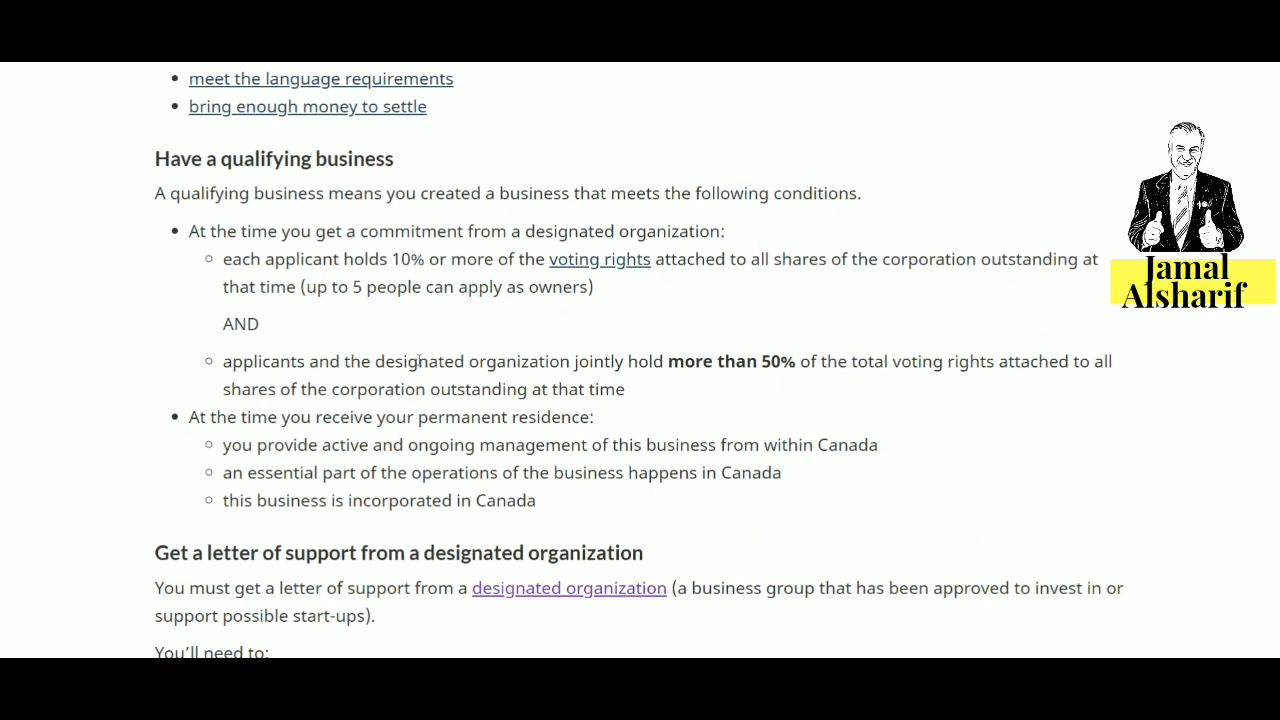 meet the language requirements
bring enough money to settle
Have a qualifying business
A qualifying business means you created a business that meets the following conditions.
At the time you get a commitment from a designated organization:
each applicant holds 10% or more of the voting rights attached to all shares of the corporation outstanding at
that time (up to 5 people can apply as owners)
AND
applicants and the designated organization jointly hold more than 50% of the total voting rights attached to all
shares of the corporation outstanding at that time
At the time you receive your permanent residence:
you provide active and ongoing management of this business from within Canada
an essential part of the operations of the business happens in Canada
this business is incorporated in Canada
Get a letter of support from a designated organization
You must get a letter of support from a designated organization (a business group that has been approved to invest in or
support possible start-ups).
You'll need to:
Jamal
Alsharif